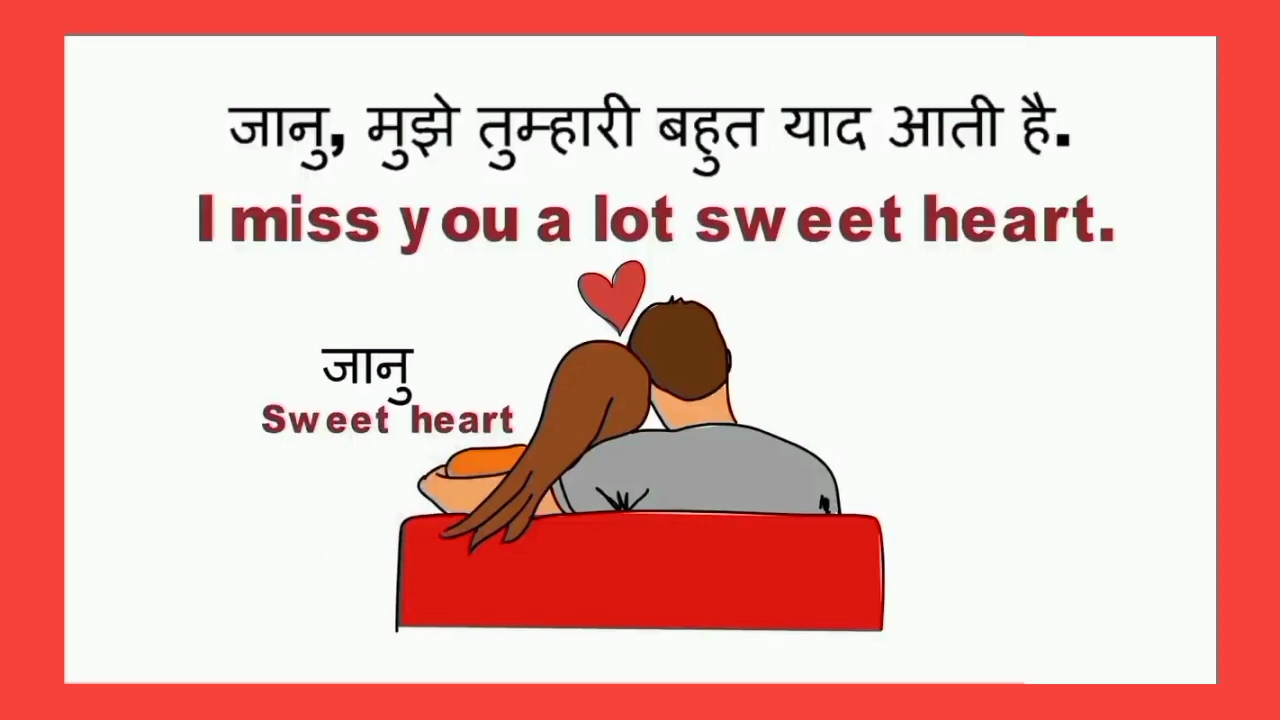 जानु, मुझे तुम्हारी बहुत याद आती है.
I miss you a lot sweet heart.
जानु
Sweet heart